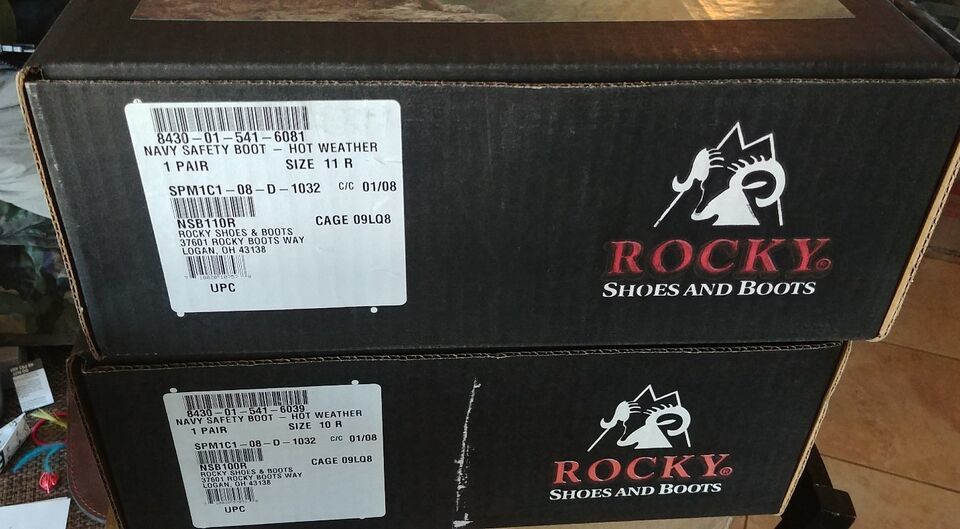 8430-01-541-6081
NAVY SAFETY BOOT - HOT WEATHER
1 PAIR SIZE 11 R
SPM1C1-08-D-1032 C/C 01/08
NSB110R CAGE 09LQ8
ROCKY SHOES & BOOTS
37601 ROCKY BOOTS WAY
LOGAN, OH 43138
UPC
ROCKY®
SHOES AND BOOTS
8430-01-541-6039
NAVY SAFETY BOOT - HOT WEATHER
1 PAIR SIZE 10 R
SPM1C1-08-D-1032 C/C 01/08
NSB100R CAGE 09LQ8
ROCKY SHOES & BOOTS
37601 ROCKY BOOTS WAY
LOGAN, OH 43138
UPC
ROCKY®
SHOES AND BOOTS